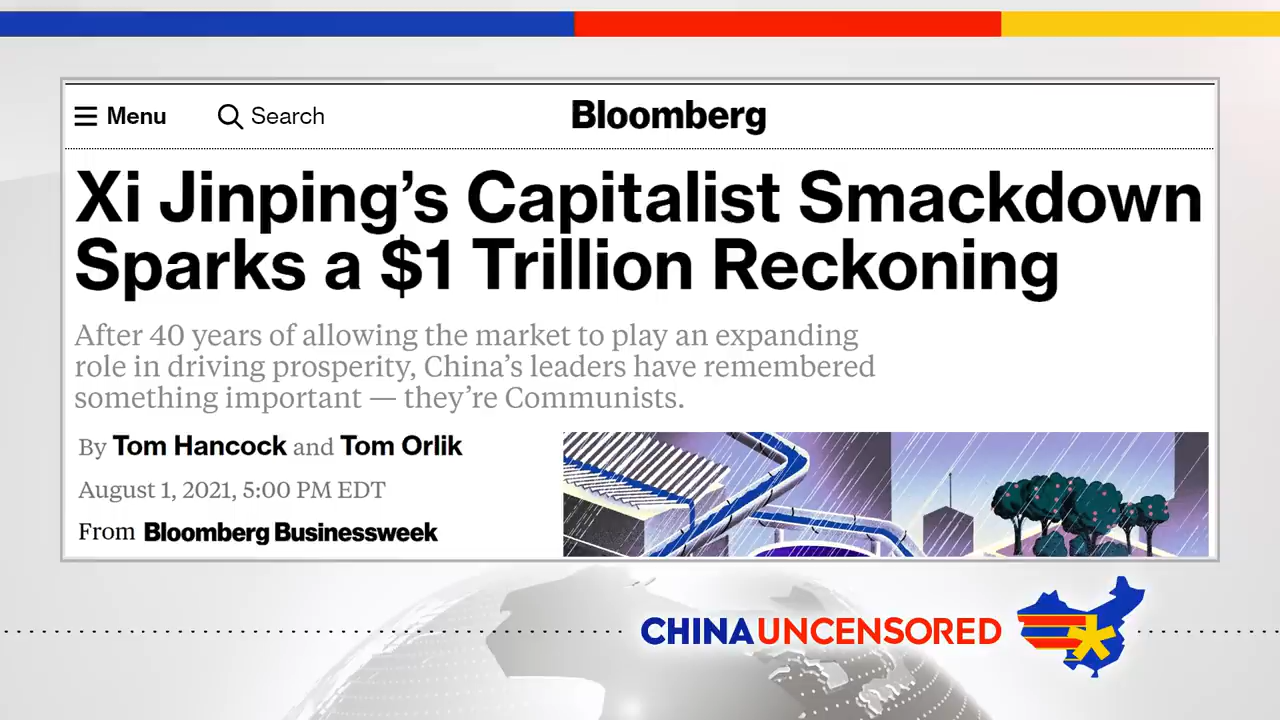 Menu Search Bloomberg
Xi Jinping’s Capitalist Smackdown
Sparks a $1 Trillion Reckoning
After 40 years of allowing the market to play an expanding
role in driving prosperity, China’s leaders have remembered
something important — they’re Communists.
By Tom Hancock and Tom Orlik
August 1, 2021, 5:00 PM EDT
From Bloomberg Businessweek
CHINA UNCENSORED